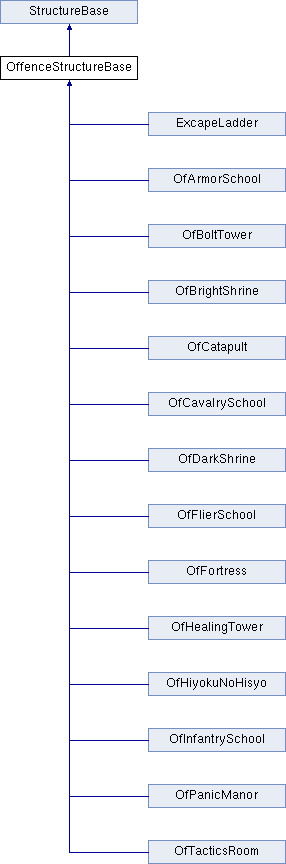 StructureBase
OffenceStructureBase
ExcapeLadder
OfArmorSchool
OfBoltTower
OfBrightShrine
OfCatapult
OfCavalrySchool
OfDarkShrine
OfFlierSchool
OfFortress
OfHealingTower
OfHiyokuNoHisyo
OfInfantrySchool
OfPanicManor
OfTacticsRoom